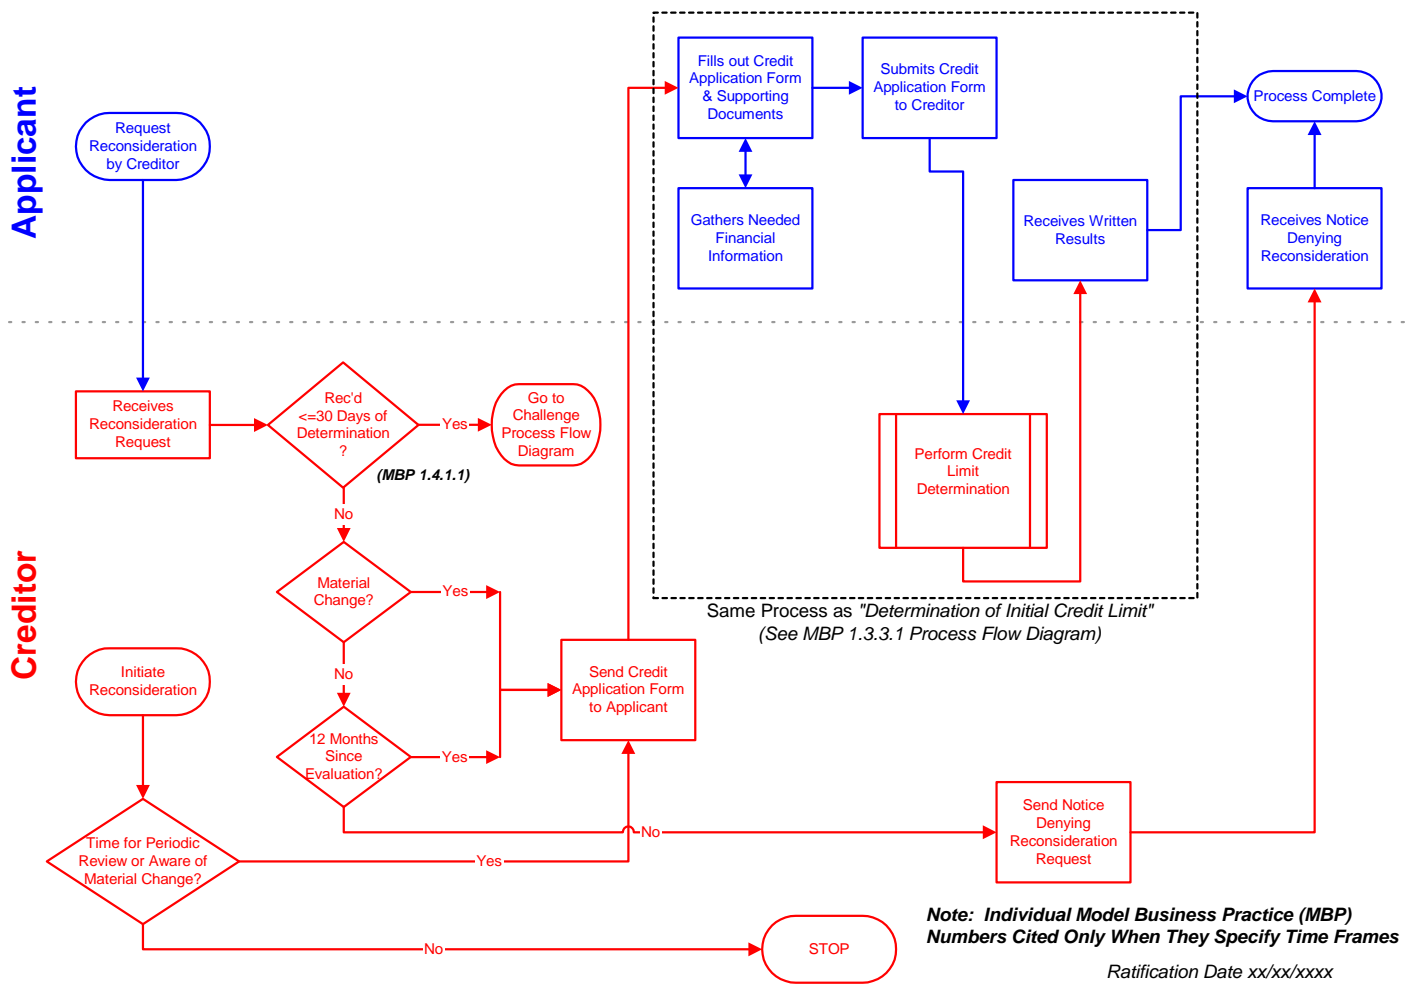 Applicant
Request
Reconsideration
by Creditor
Fills out Credit
Application Form
& Supporting
Documents
Submits Credit
Application Form
to Creditor
Process Complete
Gathers Needed
Financial
Information
Receives Written
Results
Receives Notice
Denying
Reconsideration
Creditor
Receives
Reconsideration
Request
Rec'd
<=30 Days of
Determination
?
Yes
Go to
Challenge
Process Flow
Diagram
(MBP 1.4.1.1)
No
Perform Credit
Limit
Determination
Material
Change?
Yes
No
Same Process as "Determination of Initial Credit Limit"
(See MBP 1.3.3.1 Process Flow Diagram)
Initiate
Reconsideration
Send Credit
Application Form
to Applicant
12 Months
Since
Evaluation?
Yes
No
Send Notice
Denying
Reconsideration
Request
Time for Periodic
Review or Aware of
Material Change?
Yes
No
STOP
Note: Individual Model Business Practice (MBP)
Numbers Cited Only When They Specify Time Frames
Ratification Date xx/xx/xxxx